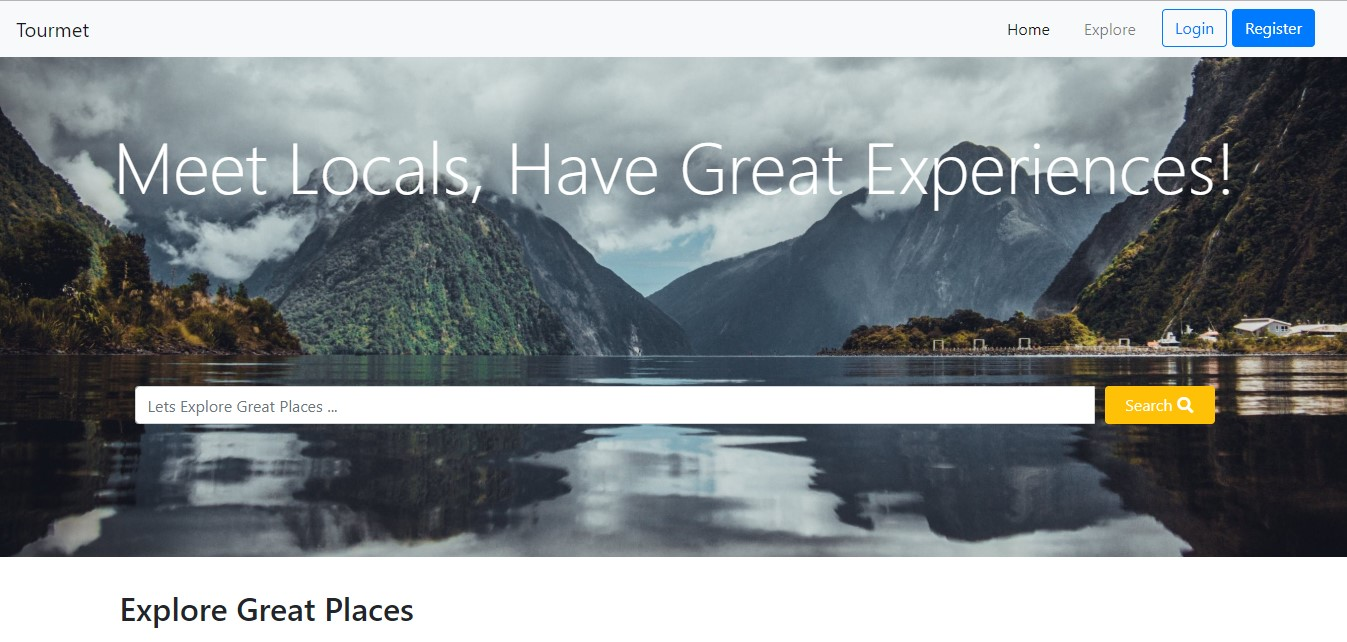 Tourmet
Home
Explore
Login
Register
Meet Locals, Have Great Experiences!
Lets Explore Great Places ...
Search
Explore Great Places